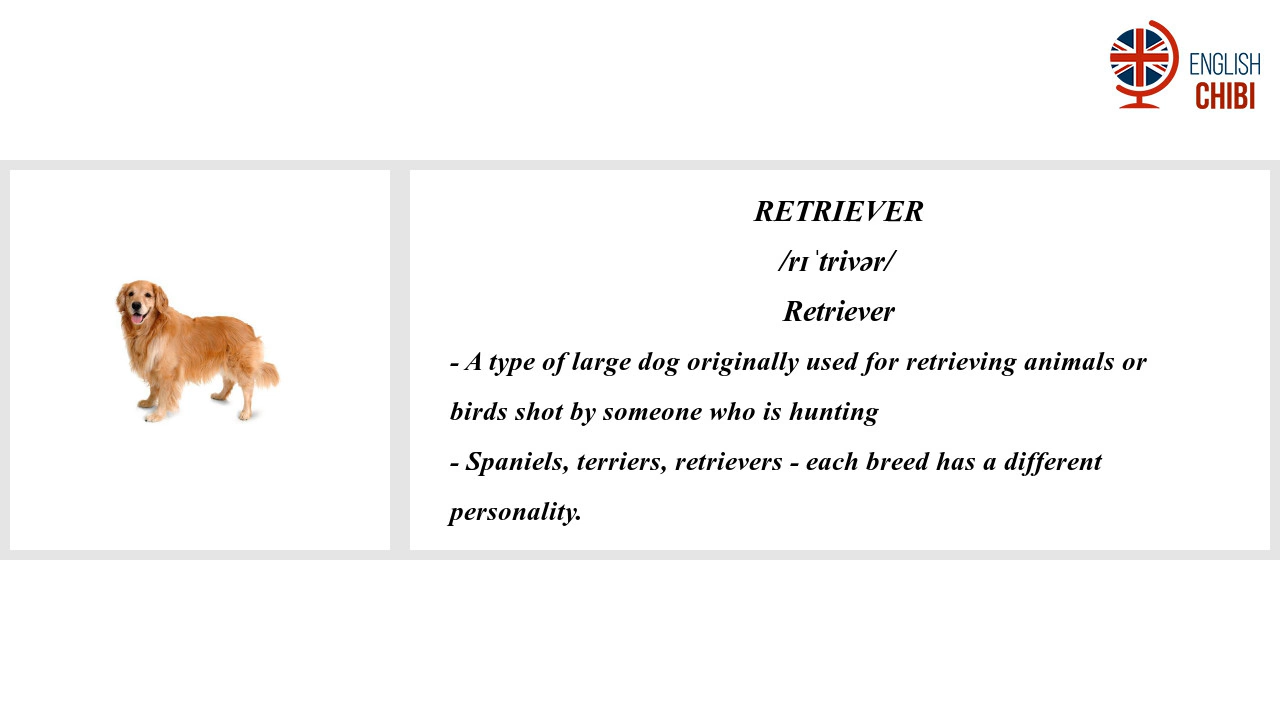 ENGLISH
CHIBI
RETRIEVER
/rɪˈtrivər/
Retriever
- A type of large dog originally used for retrieving animals or
birds shot by someone who is hunting
- Spaniels, terriers, retrievers - each breed has a different
personality.